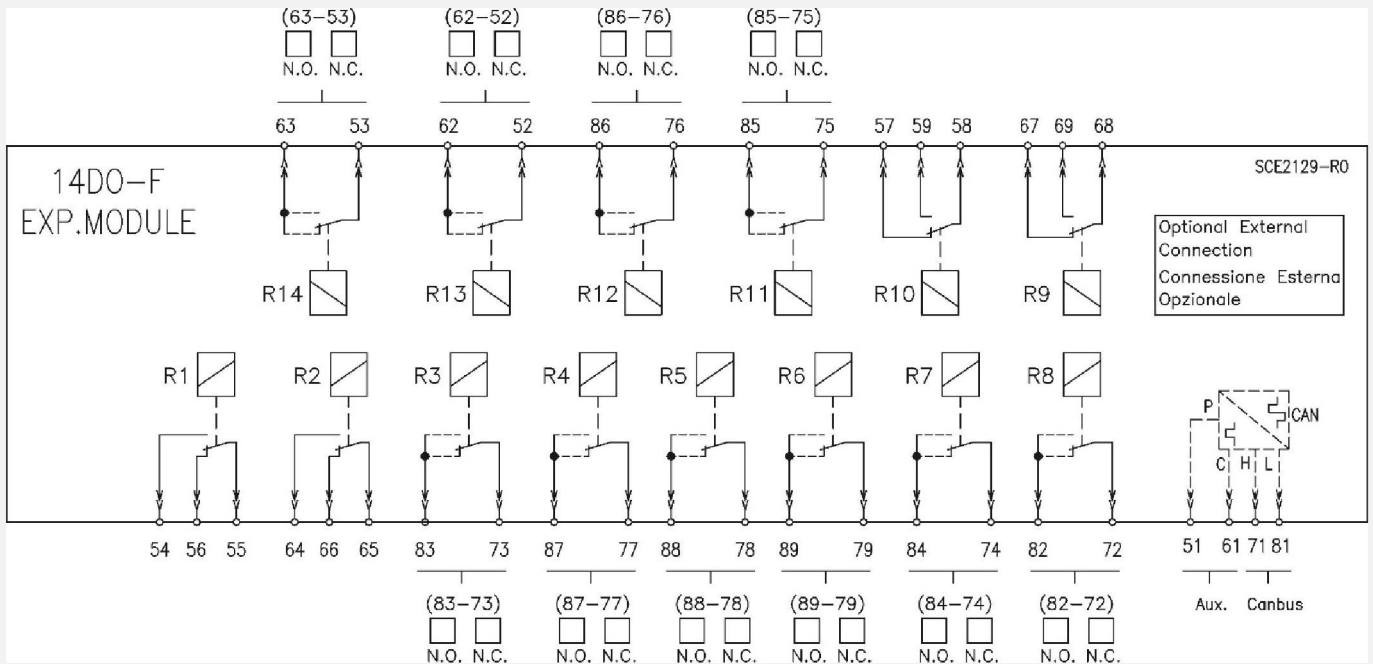 (63-53) (62-52) (86-76) (85-75)
N.O. N.C. N.O. N.C. N.O. N.C. N.O. N.C.
63 53 62 52 86 76 85 75 57 59 58 67 69 68
14DO-F
EXP.MODULE
SCE2129-R0
Optional External
Connection
Connessione Esterna
Opzionale
R14 R13 R12 R11 R10 R9
R1 R2 R3 R4 R5 R6 R7 R8
P CAN
C H L
54 56 55 64 66 65 83 73 87 77 88 78 89 79 84 74 82 72 51 61 71 81
(83-73) (87-77) (88-78) (89-79) (84-74) (82-72) Aux. Canbus
N.O. N.C. N.O. N.C. N.O. N.C. N.O. N.C. N.O. N.C. N.O. N.C.